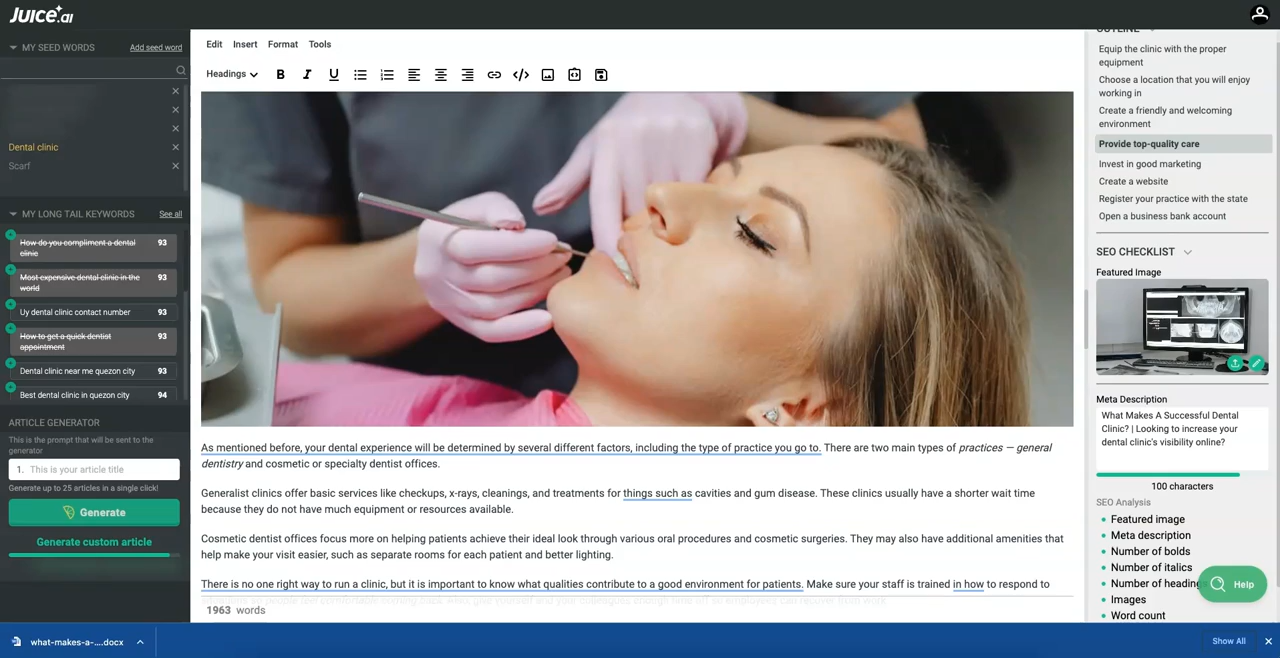 Juice.ai
MY SEED WORDS
Add seed word
Dental clinic
Scarf
MY LONG TAIL KEYWORDS
See all
How do you compliment a dental
clinic
93
Most expensive dental clinic in the
world
93
Uy dental clinic contact number
93
How to get a quick dentist
appointment
93
Dental clinic near me quezon city
93
Best dental clinic in quezon city
94
ARTICLE GENERATOR
This is the prompt that will be sent to the
generator
1. This is your article title
Generate up to 25 articles in a single click!
Generate
Generate custom article
Edit Insert Format Tools
Headings B I U
As mentioned before, your dental experience will be determined by several different factors, including the type of practice you go to. There are two main types of practices — general
dentistry and cosmetic or specialty dentist offices.
Generalist clinics offer basic services like checkups, x-rays, cleanings, and treatments for things such as cavities and gum disease. These clinics usually have a shorter wait time
because they do not have much equipment or resources available.
Cosmetic dentist offices focus more on helping patients achieve their ideal look through various oral procedures and cosmetic surgeries. They may also have additional amenities that
help make your visit easier, such as separate rooms for each patient and better lighting.
There is no one right way to run a clinic, but it is important to know what qualities contribute to a good environment for patients. Make sure your staff is trained in how to respond to
1963 words
OUTLINE
Equip the clinic with the proper
equipment
Choose a location that you will enjoy
working in
Create a friendly and welcoming
environment
Provide top-quality care
Invest in good marketing
Create a website
Register your practice with the state
Open a business bank account
SEO CHECKLIST
Featured Image
Meta Description
What Makes A Successful Dental
Clinic? | Looking to increase your
dental clinic's visibility online?
100 characters
SEO Analysis
Featured image
Meta description
Number of bolds
Number of italics
Number of heading
Images
Word count
Help
what-makes-a-....docx
Show All